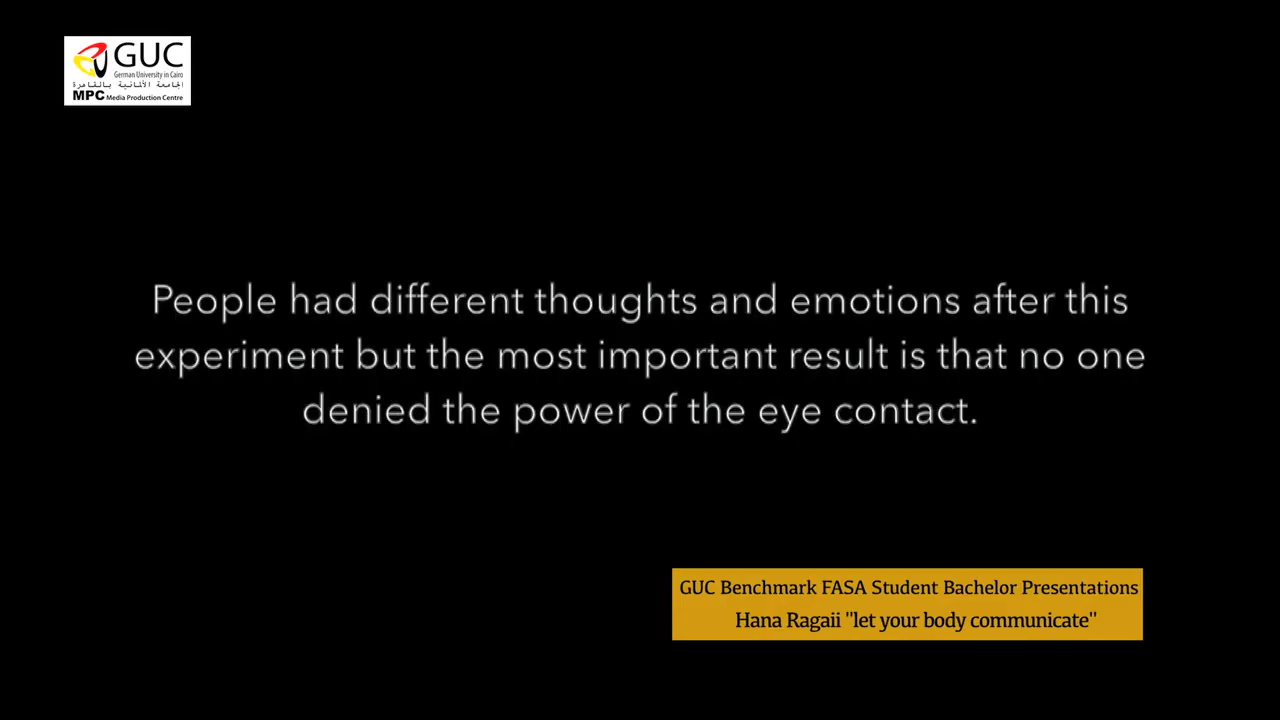 GUC
German University in Cairo
الجامعة الألمانية بالقاهرة
MPC Media Production Centre
People had different thoughts and emotions after this
experiment but the most important result is that no one
denied the power of the eye contact.
GUC Benchmark FASA Student Bachelor Presentations
Hana Ragaii "let your body communicate"